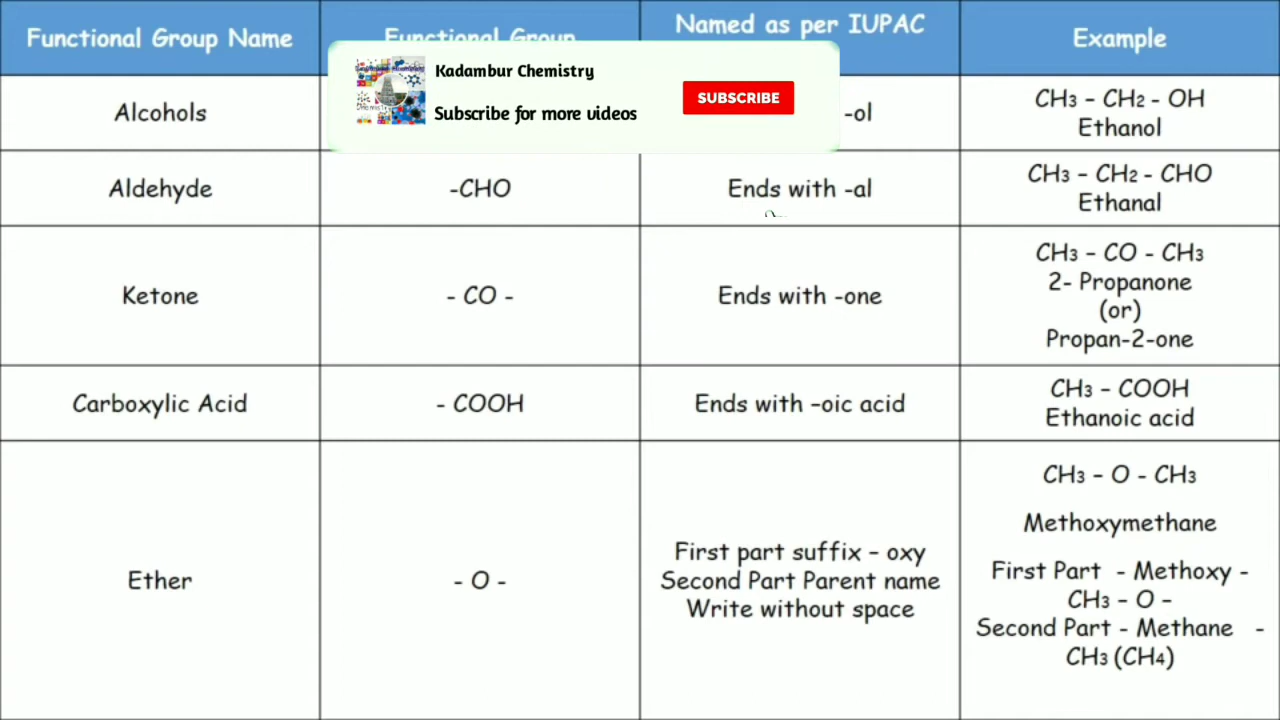 Functional Group Name
Functional Group
Named as per IUPAC
Example
Kadambur Chemistry
Subscribe for more videos
SUBSCRIBE
Alcohols
-ol
CH3 – CH2 - OH
Ethanol
Aldehyde
-CHO
Ends with -al
CH3 – CH2 - CHO
Ethanal
Ketone
- CO -
Ends with -one
CH3 – CO - CH3
2- Propanone
(or)
Propan-2-one
Carboxylic Acid
- COOH
Ends with –oic acid
CH3 – COOH
Ethanoic acid
Ether
- O -
First part suffix – oxy
Second Part Parent name
Write without space
CH3 – O - CH3
Methoxymethane
First Part - Methoxy -
CH3 – O –
Second Part - Methane -
CH3 (CH4)